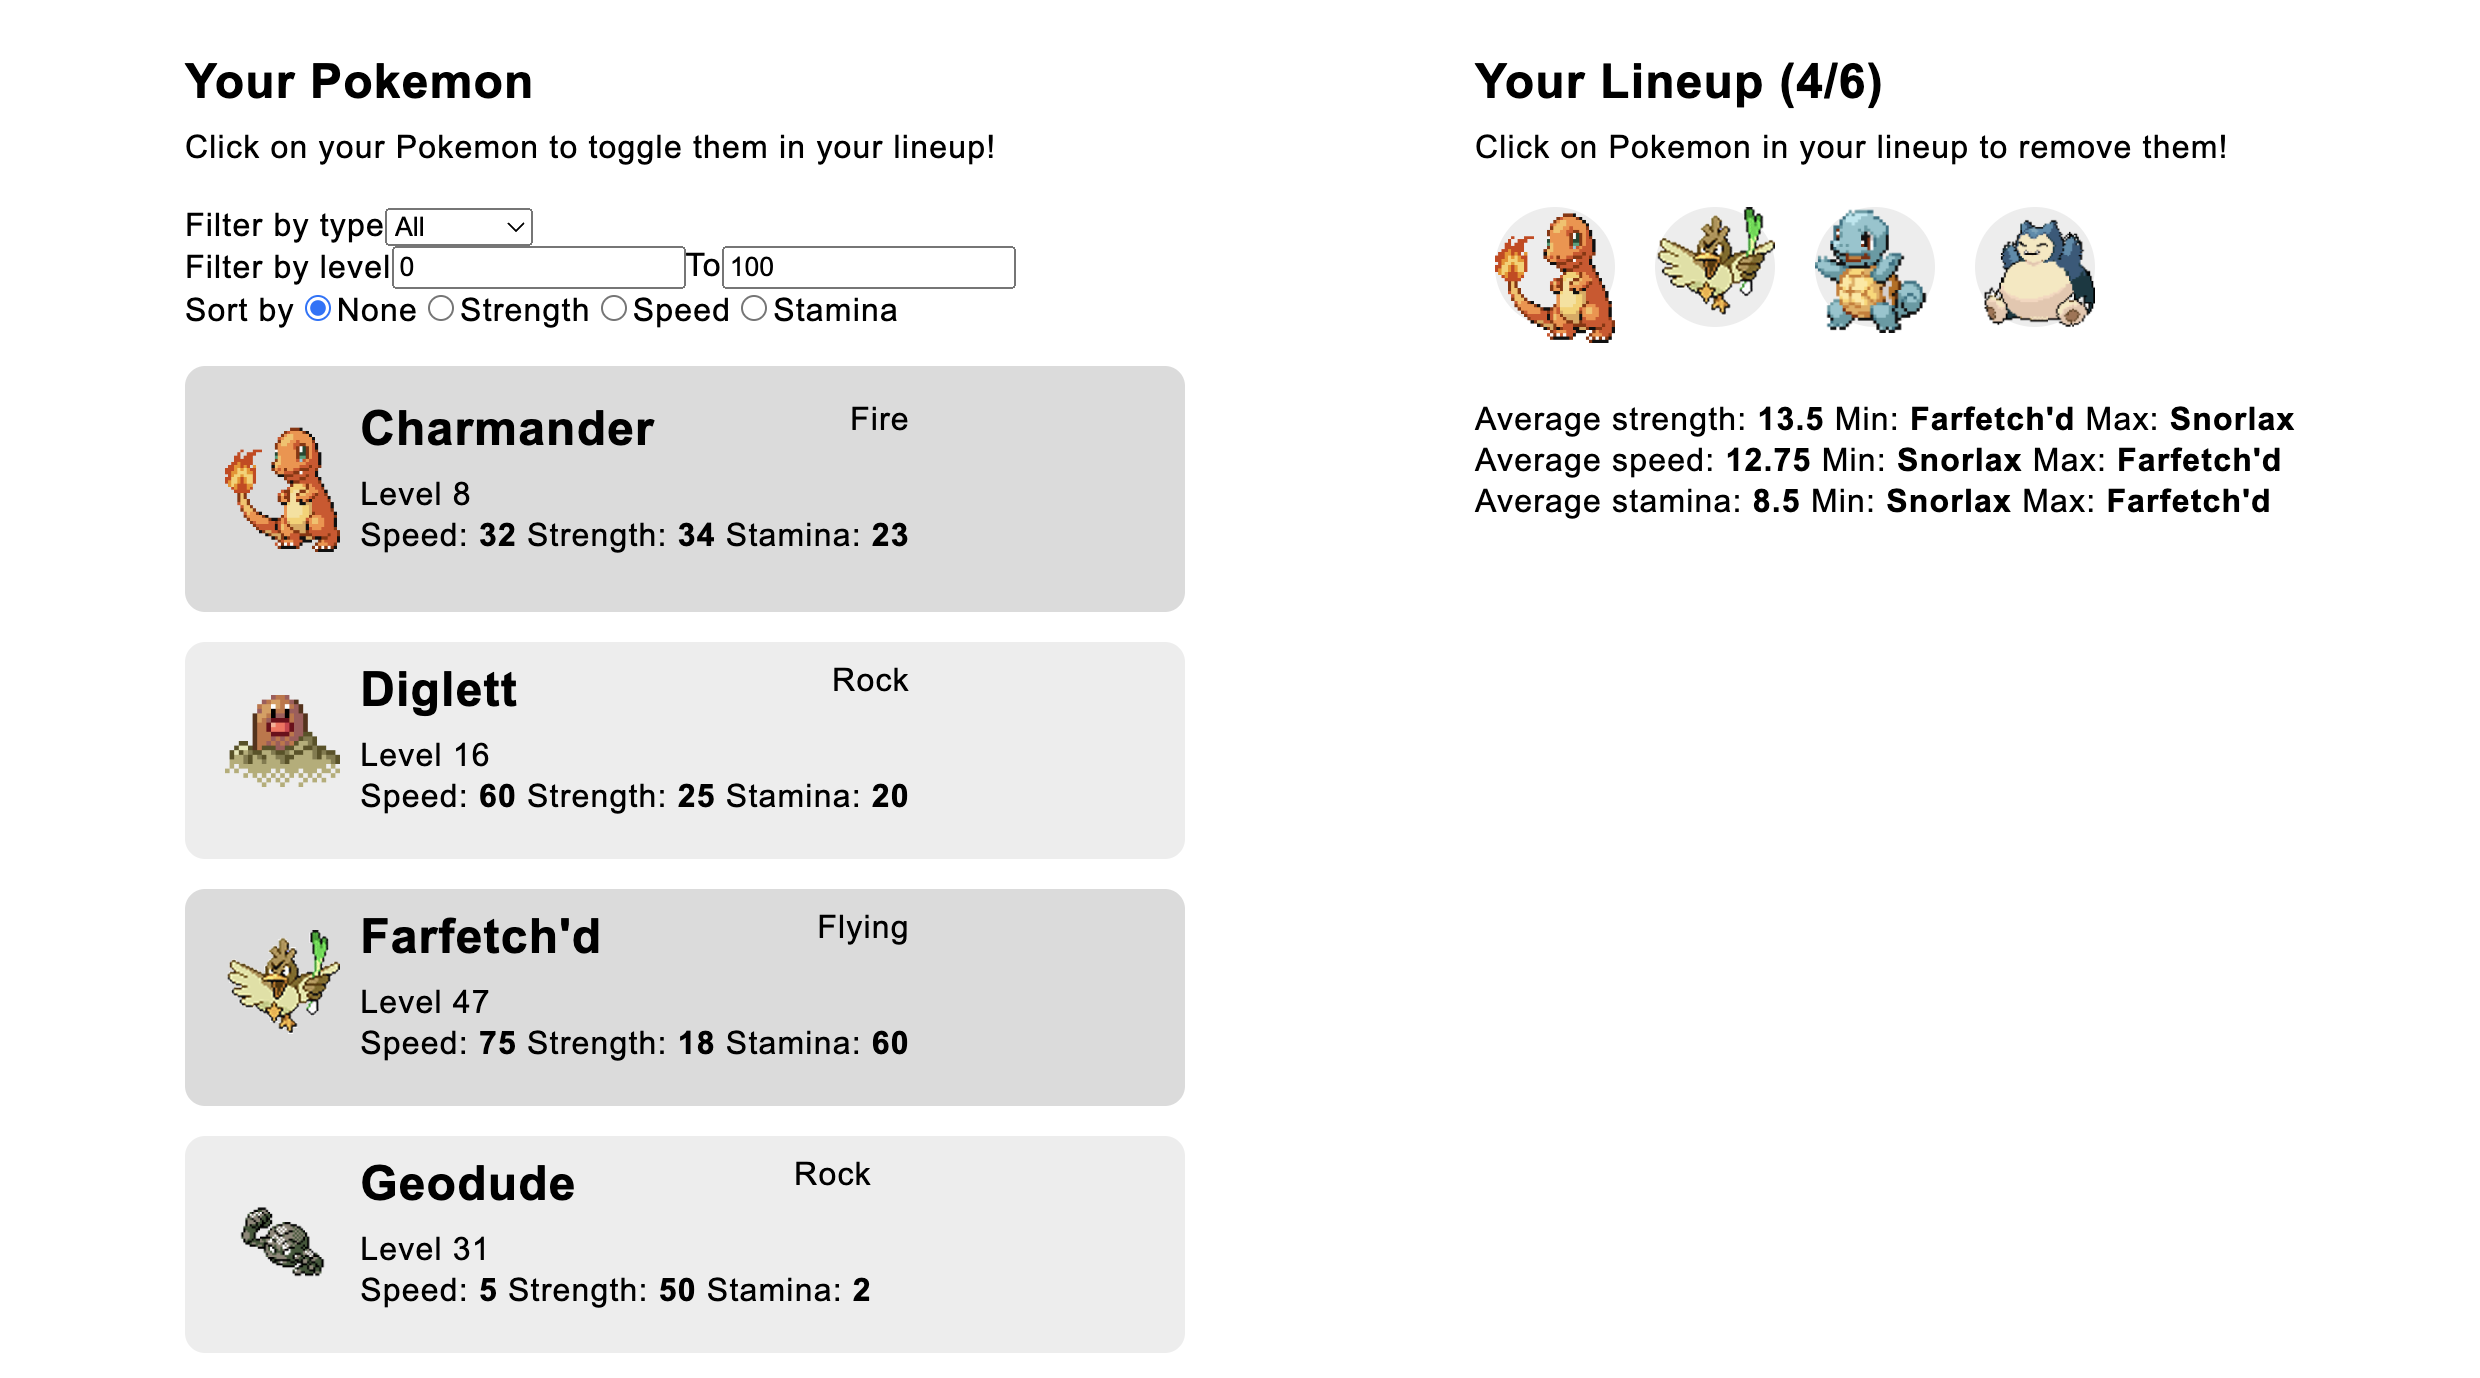 Your Pokemon
Click on your Pokemon to toggle them in your lineup!
Filter by type All
Filter by level 0 To 100
Sort by None Strength Speed Stamina
Charmander Fire
Level 8
Speed: 32 Strength: 34 Stamina: 23
Diglett Rock
Level 16
Speed: 60 Strength: 25 Stamina: 20
Farfetch'd Flying
Level 47
Speed: 75 Strength: 18 Stamina: 60
Geodude Rock
Level 31
Speed: 5 Strength: 50 Stamina: 2
Your Lineup (4/6)
Click on Pokemon in your lineup to remove them!
Average strength: 13.5 Min: Farfetch'd Max: Snorlax
Average speed: 12.75 Min: Snorlax Max: Farfetch'd
Average stamina: 8.5 Min: Snorlax Max: Farfetch'd